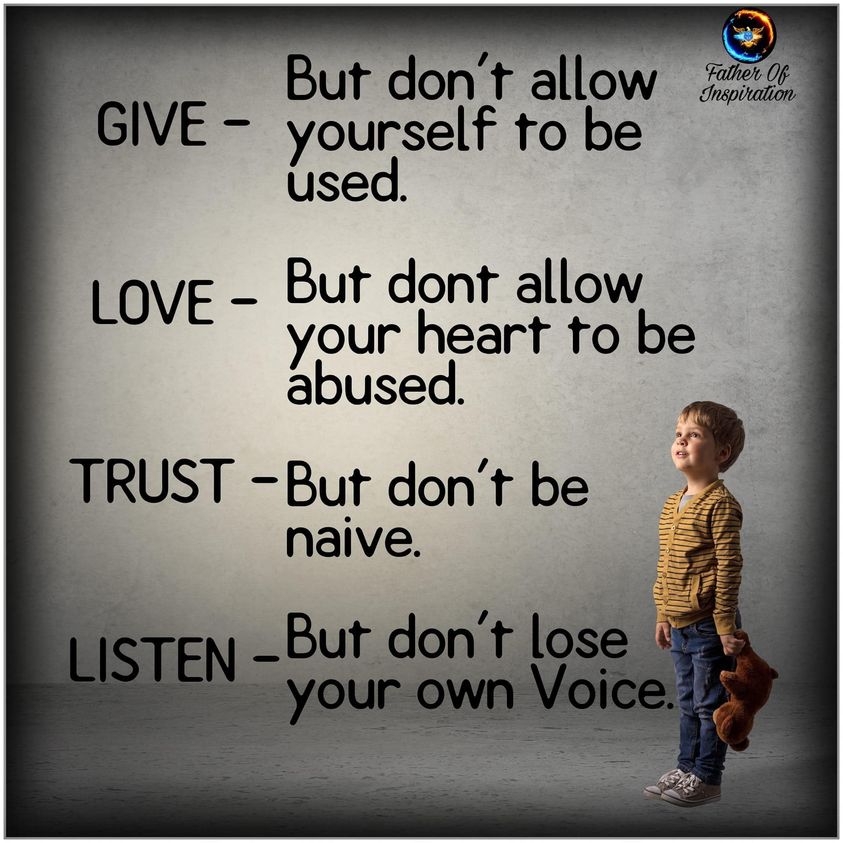 Father Of
Inspiration
GIVE - But don't allow
yourself to be
used.
LOVE - But dont allow
your heart to be
abused.
TRUST - But don't be
naive.
LISTEN - But don't lose
your own Voice.